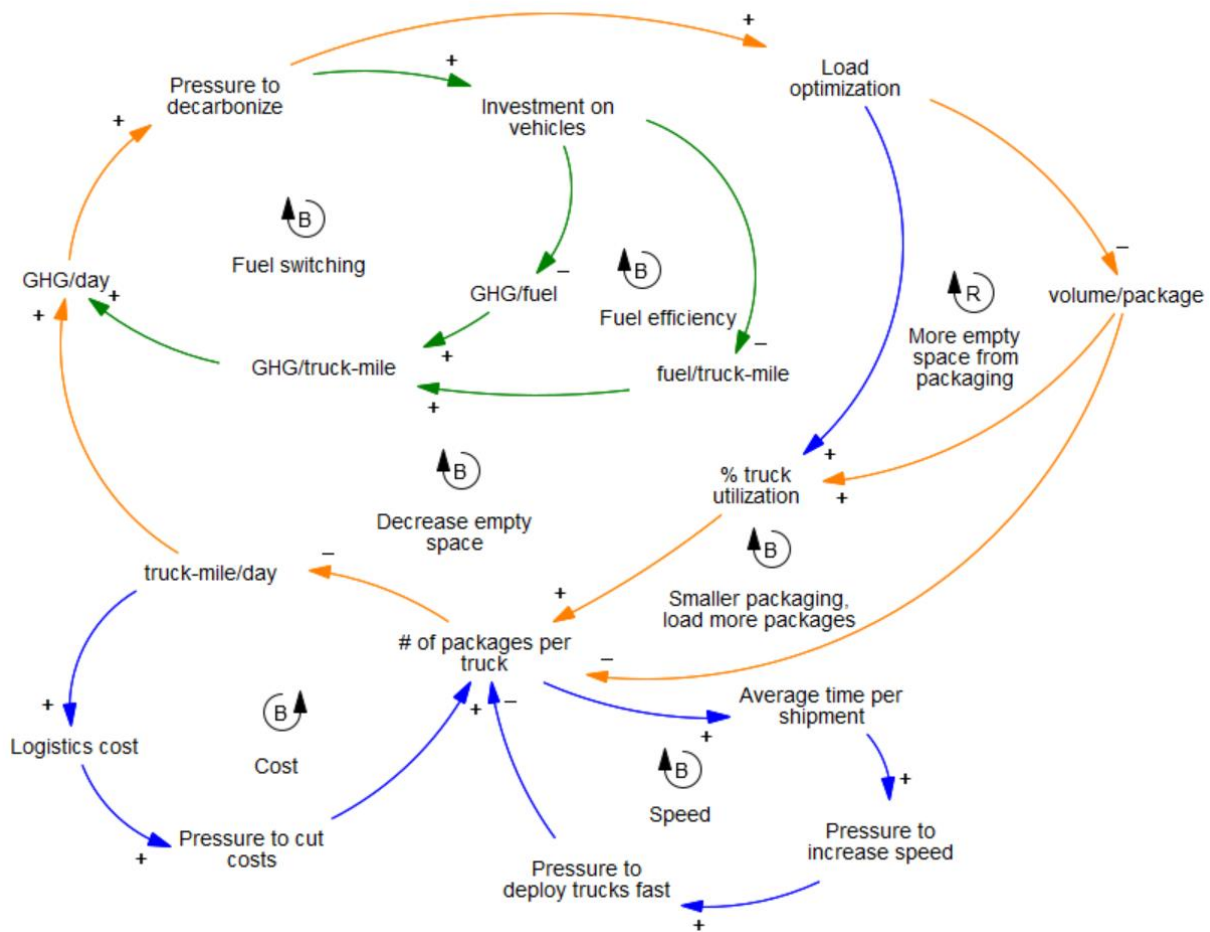 +
Pressure to
decarbonize
+
Load
optimization
+
Investment on
vehicles
+
B
Fuel switching
GHG/day
+
+
–
GHG/fuel
B
Fuel efficiency
–
volume/package
R
More empty
space from
packaging
GHG/truck-mile
+
–
fuel/truck-mile
+
B
Decrease empty
space
% truck
utilization
+
+
B
Smaller packaging,
load more packages
truck-mile/day
–
+
# of packages per
truck
–
+
–
+
Average time per
shipment
+
Logistics cost
B
Cost
B
Speed
+
+
Pressure to cut
costs
Pressure to
increase speed
Pressure to
deploy trucks fast
+